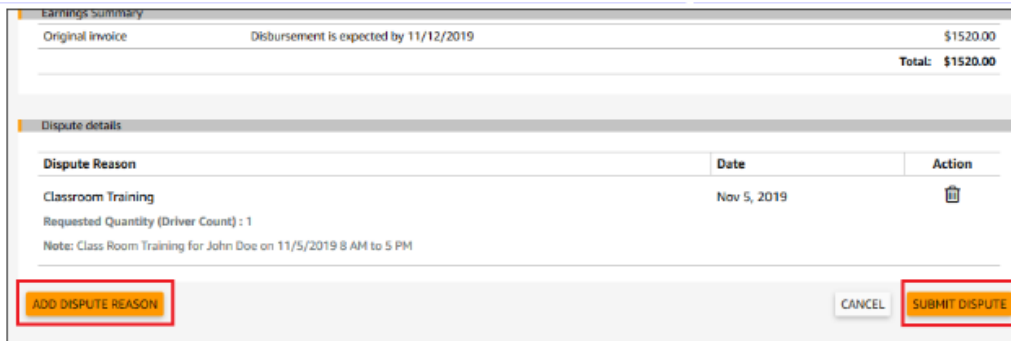 Earnings Summary
Original invoice Disbursement is expected by 11/12/2019 $1520.00
Total: $1520.00
Dispute details
Dispute Reason Date Action
Classroom Training Nov 5, 2019
Requested Quantity (Driver Count) : 1
Note: Class Room Training for John Doe on 11/5/2019 8 AM to 5 PM
ADD DISPUTE REASON CANCEL SUBMIT DISPUTE